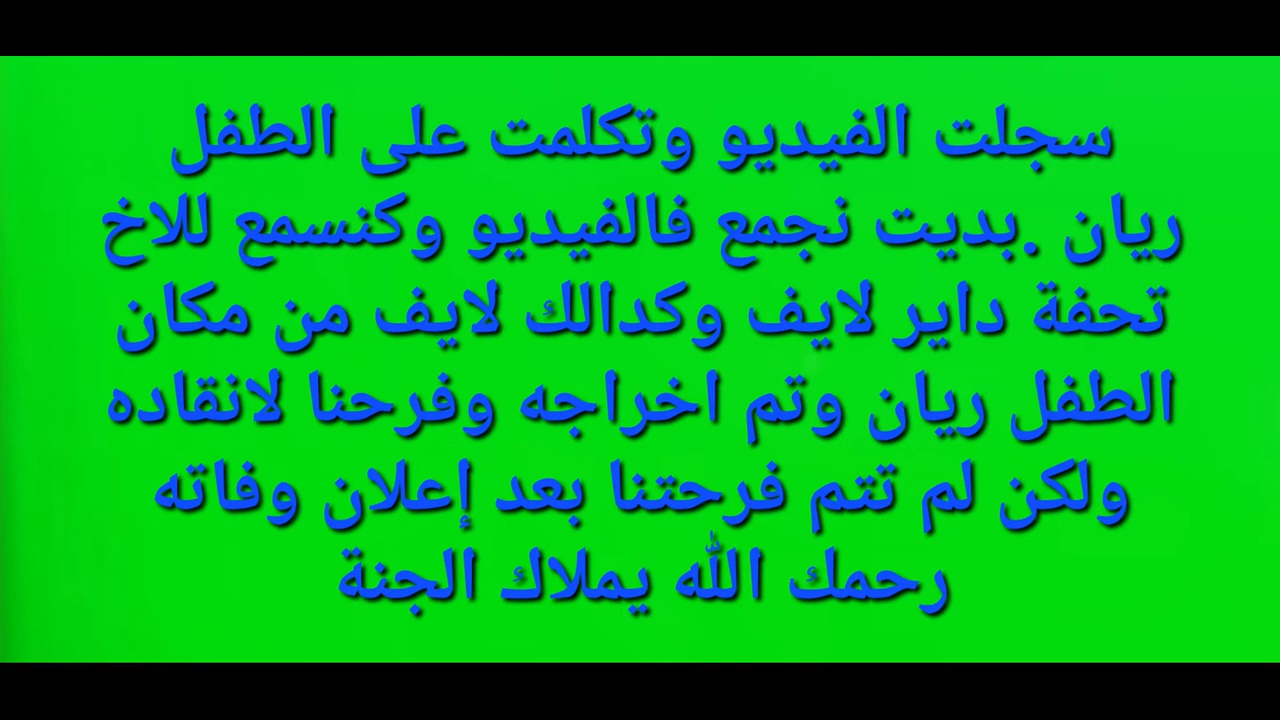 سجلت الفيديو وتكلمت على الطفل
ريان .بديت نجمع فالفيديو وكنسمع للاخ
تحفة داير لايف وكدالك لايف من مكان
الطفل ريان وتم اخراجه وفرحنا لانقاده
ولكن لم تتم فرحتنا بعد إعلان وفاته
رحمك الله يملاك الجنة